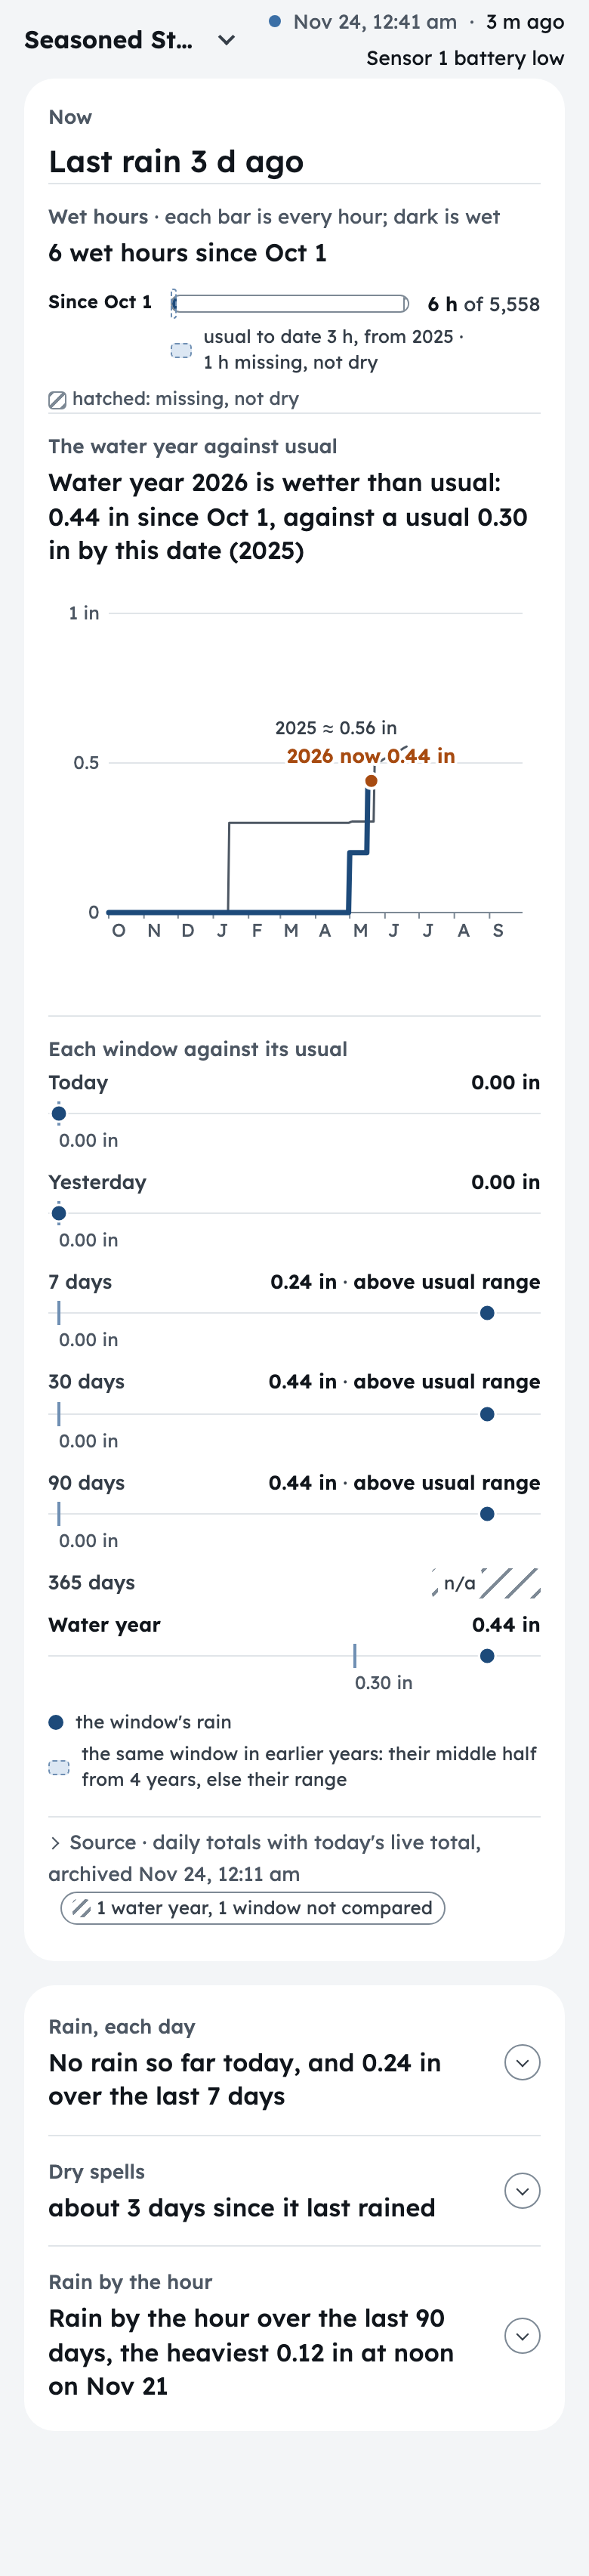 Seasoned St...
Nov 24, 12:41 am · 3 m ago
Sensor 1 battery low
Now
Last rain 3 d ago
Wet hours · each bar is every hour; dark is wet
6 wet hours since Oct 1
Since Oct 1
6 h of 5,558
usual to date 3 h, from 2025 ·
1 h missing, not dry
hatched: missing, not dry
The water year against usual
Water year 2026 is wetter than usual:
0.44 in since Oct 1, against a usual 0.30
in by this date (2025)
1 in
2025 ≈ 0.56 in
2026 now 0.44 in
0.5
0
O N D J F M A M J J A S
Each window against its usual
Today 0.00 in
0.00 in
Yesterday 0.00 in
0.00 in
7 days 0.24 in · above usual range
0.00 in
30 days 0.44 in · above usual range
0.00 in
90 days 0.44 in · above usual range
0.00 in
365 days n/a
Water year 0.44 in
0.30 in
the window's rain
the same window in earlier years: their middle half
from 4 years, else their range
Source · daily totals with today's live total,
archived Nov 24, 12:11 am
1 water year, 1 window not compared
Rain, each day
No rain so far today, and 0.24 in
over the last 7 days
Dry spells
about 3 days since it last rained
Rain by the hour
Rain by the hour over the last 90
days, the heaviest 0.12 in at noon
on Nov 21